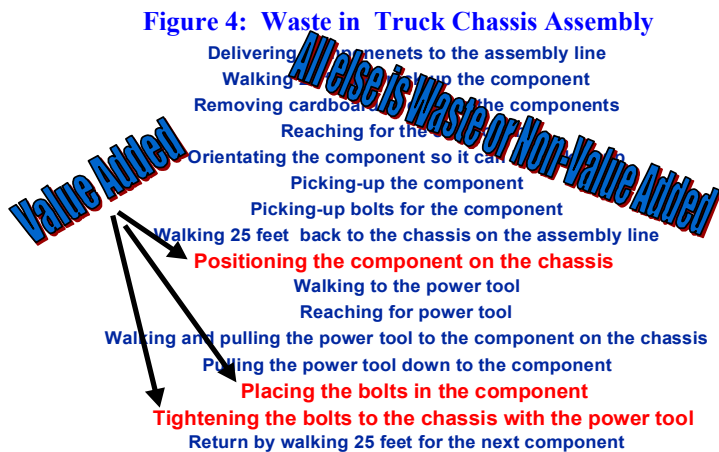 Figure 4: Waste in Truck Chassis Assembly
Delivering to the assembly line
Walking up the component
Removing the components
Reaching for the
Orientating the component so it can
Picking-up the component
Picking-up bolts for the component
Walking 25 feet back to the chassis on the assembly line
Positioning the component on the chassis
Walking to the power tool
Reaching for power tool
Walking and pulling the power tool to the component on the chassis
Pulling the power tool down to the component
Placing the bolts in the component
Tightening the bolts to the chassis with the power tool
Return by walking 25 feet for the next component
Value Added
All else is Waste or Non-Value Added